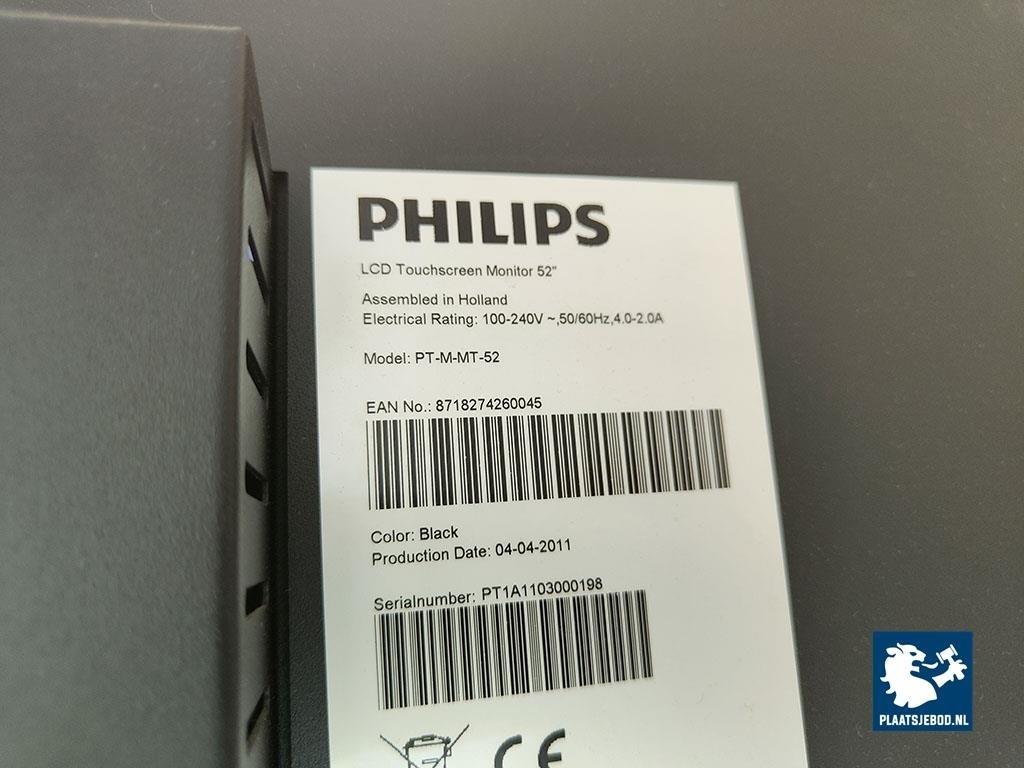 PHILIPS
LCD Touchscreen Monitor 52"
Assembled in Holland
Electrical Rating: 100-240V ~,50/60Hz,4.0-2.0A
Model: PT-M-MT-52
EAN No.: 8718274260045
Color: Black
Production Date: 04-04-2011
Serialnumber: PT1A1103000198
CE
PLAATSJEBOD.NL